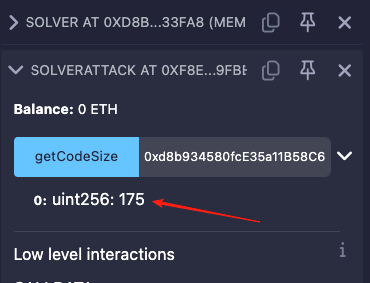 SOLVER AT 0XD8B...33FA8 (MEM
SOLVERATTACK AT 0XF8E...9FBE
Balance: 0 ETH
getCodeSize 0xd8b934580fcE35a11B58C6
0: uint256: 175
Low level interactions
i